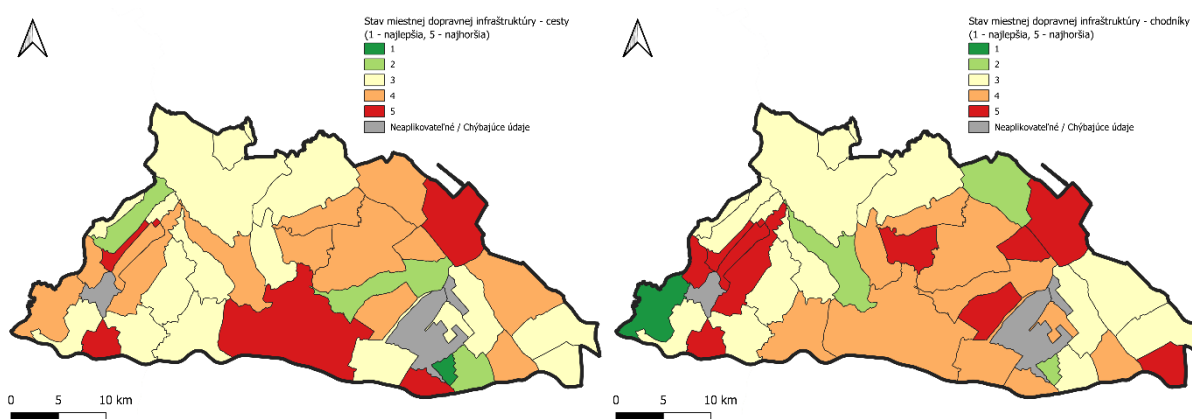 Stav miestnej dopravnej infraštruktúry - cesty
(1 - najlepšia, 5 - najhoršia)
1
2
3
4
5
Neaplikovateľné / Chýbajúce údaje
0 5 10 km
Stav miestnej dopravnej infraštruktúry - chodníky
(1 - najlepšia, 5 - najhoršia)
1
2
3
4
5
Neaplikovateľné / Chýbajúce údaje
0 5 10 km